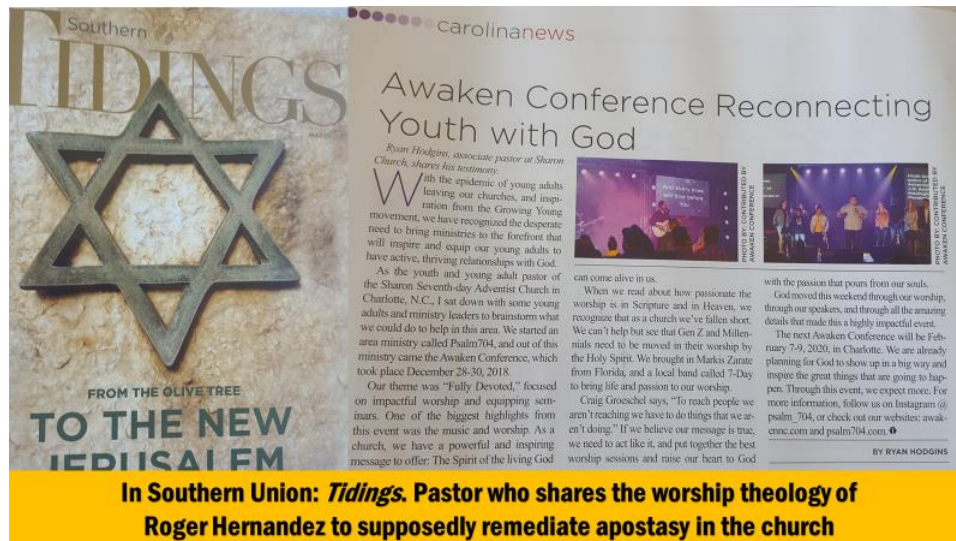 Southern
TIDINGS
FROM THE OLIVE TREE
TO THE NEW
JERUSALEM
carolinanews
Awaken Conference Reconnecting
Youth with God
Ryan Hodgins, associate pastor at Sharon
Church, shares his testimony.
With the epidemic of young adults
leaving our churches, and inspi-
ration from the Growing Young
movement, we have recognized the desperate
need to bring ministries to the forefront that
will inspire and equip our young adults to
have active, thriving relationships with God.
As the youth and young adult pastor of
the Sharon Seventh-day Adventist Church in
Charlotte, N.C., I sat down with some young
adults and ministry leaders to brainstorm what
we could do to help in this area. We started an
area ministry called Psalm704, and out of this
ministry came the Awaken Conference, which
took place December 28-30, 2018.
Our theme was “Fully Devoted,” focused
on impactful worship and equipping sem-
inars. One of the biggest highlights from
this event was the music and worship. As a
church, we have a powerful and inspiring
message to offer: The Spirit of the living God
And every knee
will bow before
You
PHOTO BY: CONTRIBUTED BY
AWAKEN CONFERENCE
can come alive in us.
When we read about how passionate the
worship is in Scripture and in Heaven, we
recognize that as a church we've fallen short.
We can't help but see that Gen Z and Millen-
nials need to be moved in their worship by
the Holy Spirit. We brought in Markis Zarate
from Florida, and a local band called 7-Day
to bring life and passion to our worship.
Craig Groeschel says, “To reach people we
aren't reaching we have to do things that we ar-
en't doing.” If we believe our message is true,
we need to act like it, and put together the best
worship sessions and raise our heart to God
PHOTO BY: CONTRIBUTED BY
AWAKEN CONFERENCE
with the passion that pours from our souls.
God moved this weekend through our worship,
through our speakers, and through all the amazing
details that made this a highly impactful event.
The next Awaken Conference will be Feb-
ruary 7-9, 2020, in Charlotte. We are already
planning for God to show up in a big way and
inspire the great things that are going to hap-
pen. Through this event, we expect more. For
more information, follow us on Instagram @
psalm_704, or check out our websites: awak-
ennc.com and psalm704.com.
BY RYAN HODGINS
In Southern Union: Tidings. Pastor who shares the worship theology of
Roger Hernandez to supposedly remediate apostasy in the church